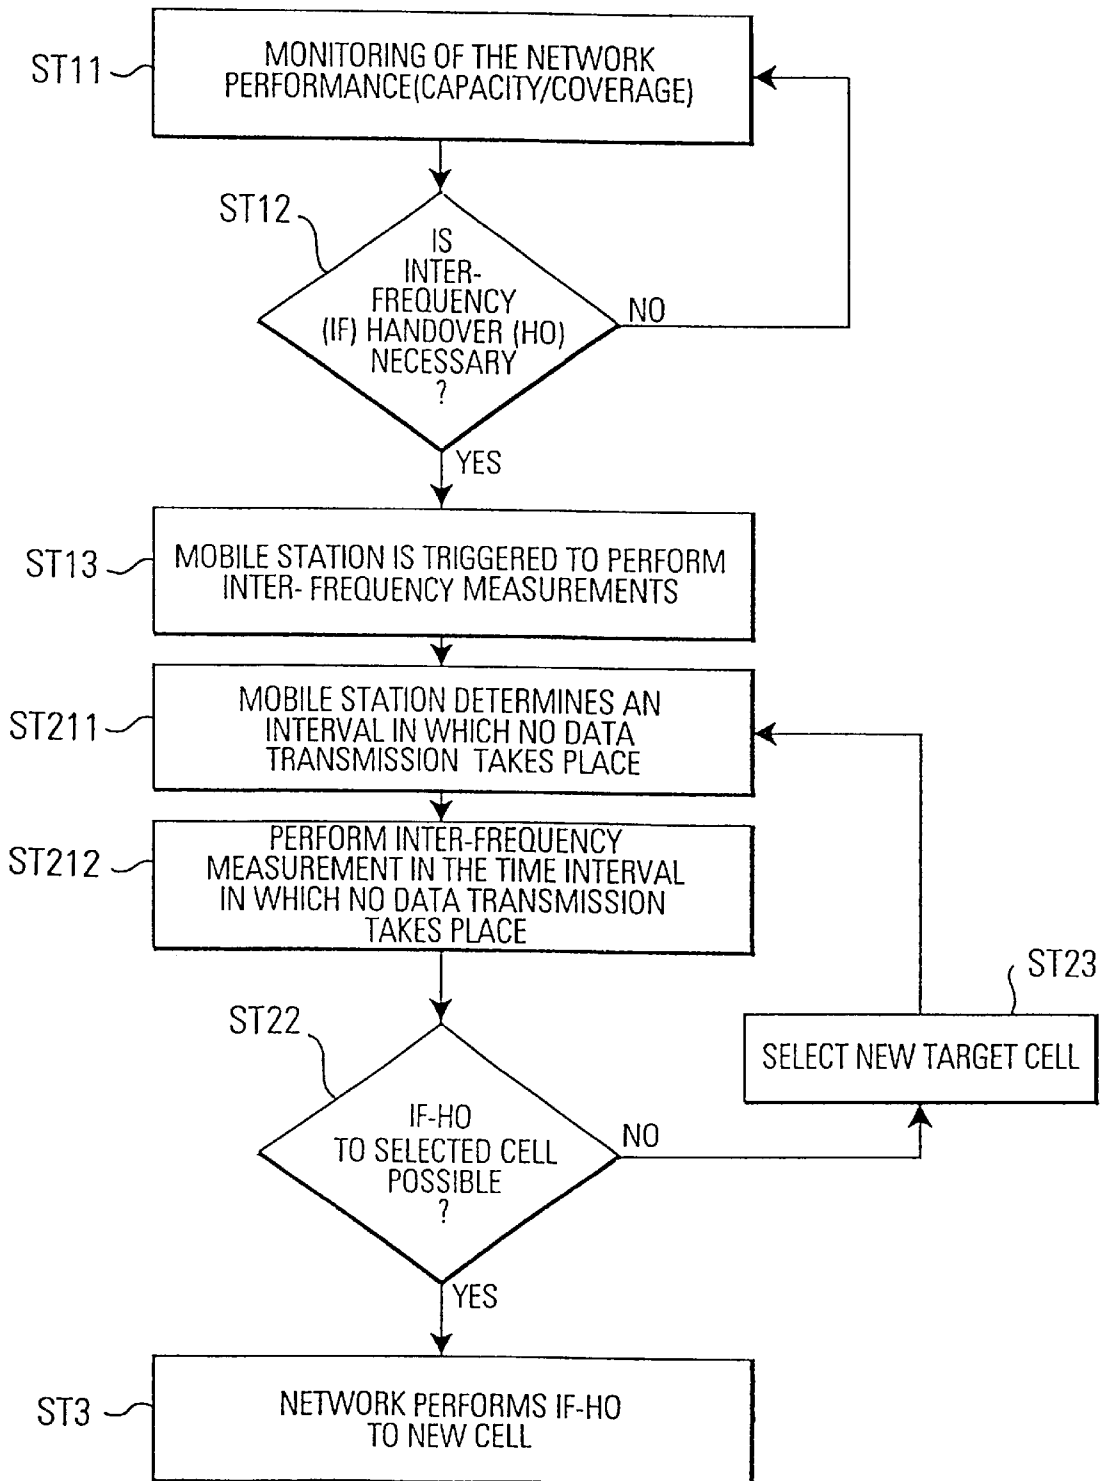 ST11
MONITORING OF THE NETWORK
PERFORMANCE(CAPACITY/COVERAGE)
ST12
IS
INTER-
FREQUENCY
(IF) HANDOVER (HO)
NECESSARY
?
NO
YES
ST13
MOBILE STATION IS TRIGGERED TO PERFORM
INTER- FREQUENCY MEASUREMENTS
ST211
MOBILE STATION DETERMINES AN
INTERVAL IN WHICH NO DATA
TRANSMISSION TAKES PLACE
ST212
PERFORM INTER-FREQUENCY
MEASUREMENT IN THE TIME INTERVAL
IN WHICH NO DATA TRANSMISSION
TAKES PLACE
ST23
SELECT NEW TARGET CELL
ST22
IF-HO
TO SELECTED CELL
POSSIBLE
?
NO
YES
ST3
NETWORK PERFORMS IF-HO
TO NEW CELL